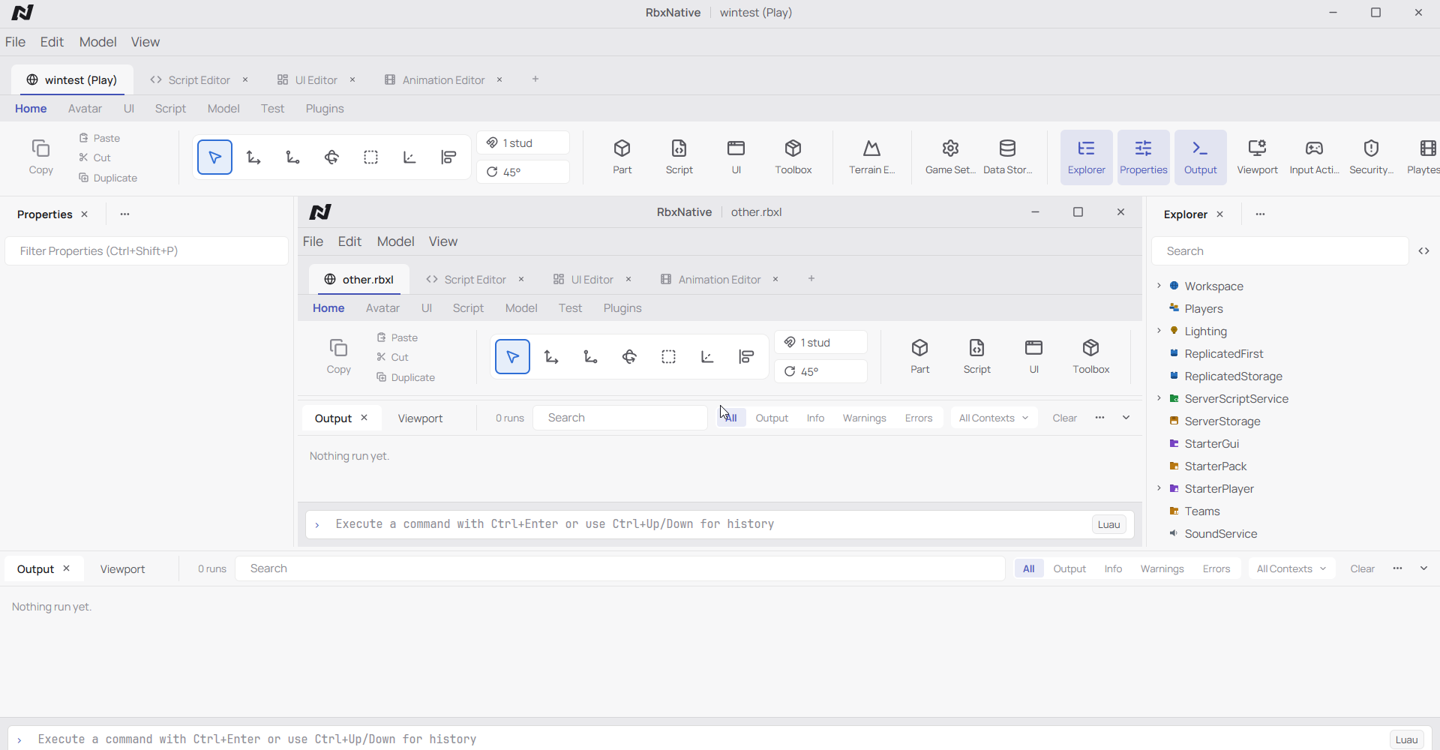 RbxNative wintest (Play)
File Edit Model View
wintest (Play) Script Editor UI Editor Animation Editor
Home Avatar UI Script Model Test Plugins
Copy Paste Cut Duplicate
1 stud
45°
Part Script UI Toolbox Terrain E... Game Set... Data Stor... Explorer Properties Output Viewport Input Acti... Security... Playtes
Properties
Filter Properties (Ctrl+Shift+P)
RbxNative other.rbxl
File Edit Model View
other.rbxl Script Editor UI Editor Animation Editor
Home Avatar UI Script Model Test Plugins
Copy Paste Cut Duplicate
1 stud
45°
Part Script UI Toolbox
Output Viewport 0 runs Search All Output Info Warnings Errors All Contexts Clear
Nothing run yet.
Execute a command with Ctrl+Enter or use Ctrl+Up/Down for history Luau
Explorer
Search
Workspace
Players
Lighting
ReplicatedFirst
ReplicatedStorage
ServerScriptService
ServerStorage
StarterGui
StarterPack
StarterPlayer
Teams
SoundService
Output Viewport 0 runs Search All Output Info Warnings Errors All Contexts Clear
Nothing run yet.
Execute a command with Ctrl+Enter or use Ctrl+Up/Down for history Luau